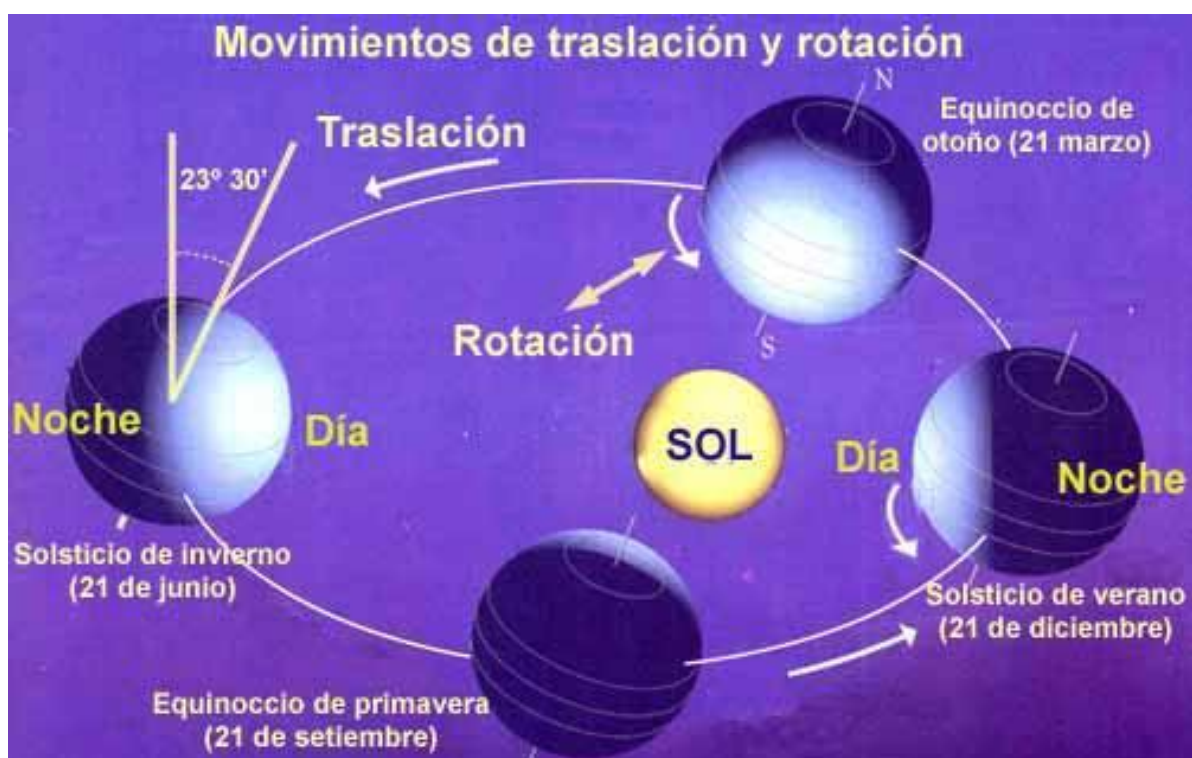 Movimientos de traslación y rotación
N
Equinoccio de
otoño (21 marzo)
Traslación
23º 30'
Rotación
S
SOL
Noche
Día
Día
Noche
Solsticio de invierno
(21 de junio)
Solsticio de verano
(21 de diciembre)
Equinoccio de primavera
(21 de setiembre)